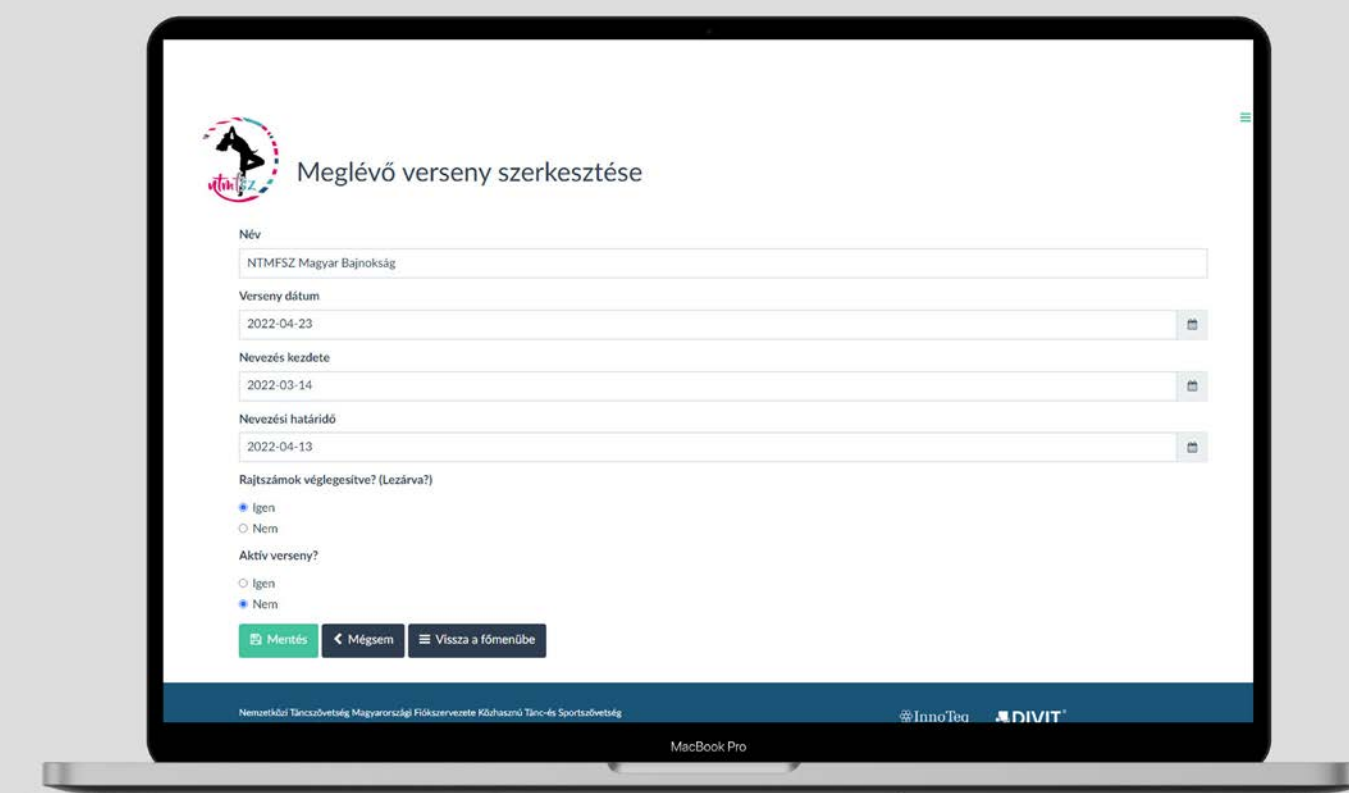 ntmfsz
Meglévő verseny szerkesztése
Név
NTMFSZ Magyar Bajnokság
Verseny dátum
2022-04-23
Nevezés kezdete
2022-03-14
Nevezési határidő
2022-04-13
Rajtszámok véglegesítve? (Lezárva?)
Igen
Nem
Aktív verseny?
Igen
Nem
Mentés Mégsem Vissza a főmenübe
Nemzetközi Táncszövetség Magyarországi Fiókszervezete Közhasznú Tánc-és Sportszövetség
InnoTeq DIVIT
MacBook Pro